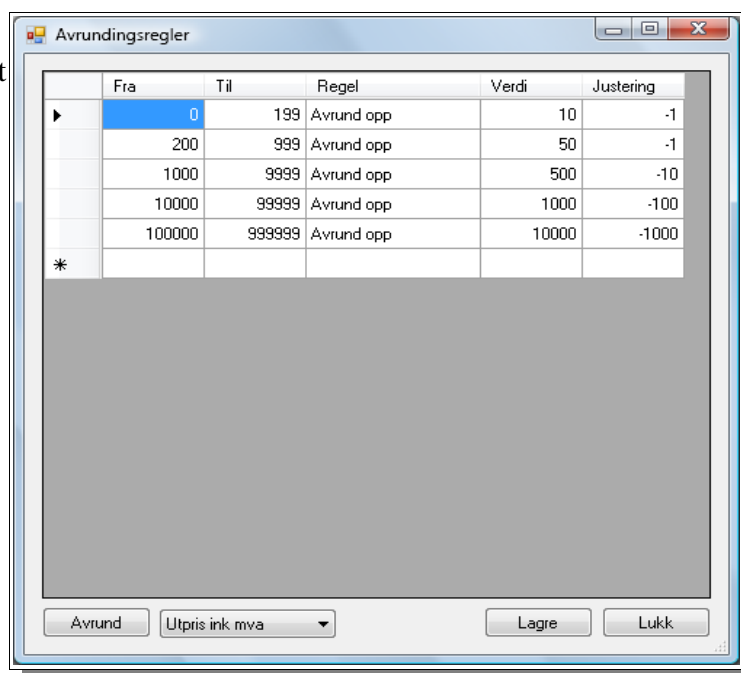 Avrundingsregler
t
Fra Til Regel Verdi Justering
0 199 Avrund opp 10 -1
200 999 Avrund opp 50 -1
1000 9999 Avrund opp 500 -10
10000 99999 Avrund opp 1000 -100
100000 999999 Avrund opp 10000 -1000
Avrund Utpris ink mva Lagre Lukk